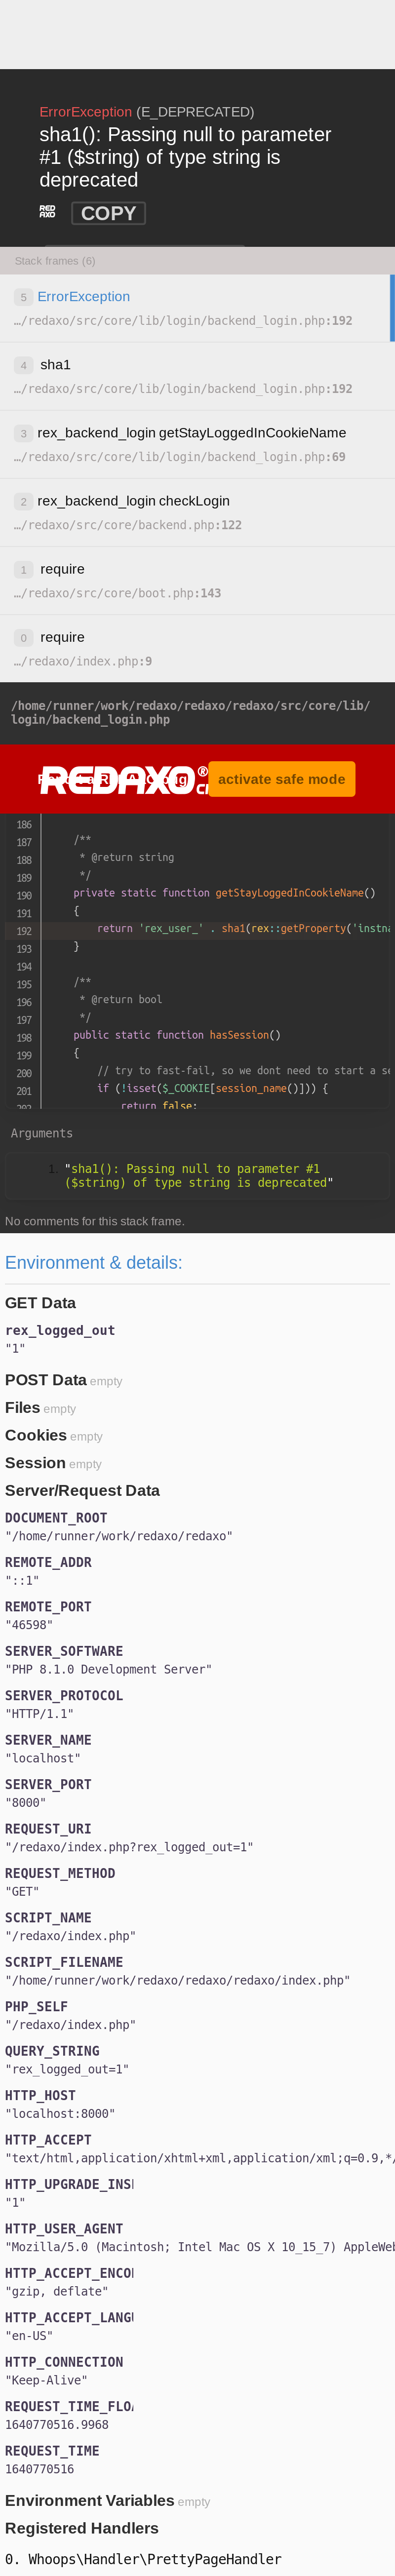 ErrorException (E_DEPRECATED)
sha1(): Passing null to parameter
#1 ($string) of type string is
deprecated
RED
AXO
COPY
Stack frames (6)
5 ErrorException
…/redaxo/src/core/lib/login/backend_login.php:192
4 sha1
…/redaxo/src/core/lib/login/backend_login.php:192
3 rex_backend_login getStayLoggedInCookieName
…/redaxo/src/core/lib/login/backend_login.php:69
2 rex_backend_login checkLogin
…/redaxo/src/core/backend.php:122
1 require
…/redaxo/src/core/boot.php:143
0 require
…/redaxo/index.php:9
/home/runner/work/redaxo/redaxo/redaxo/src/core/lib/
login/backend_login.php
REDAXO®
activate safe mode
186
187 /**
188 * @return string
189 */
190 private static function getStayLoggedInCookieName()
191 {
192 return 'rex_user_' . sha1(rex::getProperty('instna
193 }
194
195 /**
196 * @return bool
197 */
198 public static function hasSession()
199 {
200 // try to fast-fail, so we dont need to start a se
201 if (!isset($_COOKIE[session_name()])) {
202 return false;
Arguments
1. "sha1(): Passing null to parameter #1
($string) of type string is deprecated"
No comments for this stack frame.
Environment & details:
GET Data
rex_logged_out
"1"
POST Data empty
Files empty
Cookies empty
Session empty
Server/Request Data
DOCUMENT_ROOT
"/home/runner/work/redaxo/redaxo"
REMOTE_ADDR
"::1"
REMOTE_PORT
"46598"
SERVER_SOFTWARE
"PHP 8.1.0 Development Server"
SERVER_PROTOCOL
"HTTP/1.1"
SERVER_NAME
"localhost"
SERVER_PORT
"8000"
REQUEST_URI
"/redaxo/index.php?rex_logged_out=1"
REQUEST_METHOD
"GET"
SCRIPT_NAME
"/redaxo/index.php"
SCRIPT_FILENAME
"/home/runner/work/redaxo/redaxo/redaxo/index.php"
PHP_SELF
"/redaxo/index.php"
QUERY_STRING
"rex_logged_out=1"
HTTP_HOST
"localhost:8000"
HTTP_ACCEPT
"text/html,application/xhtml+xml,application/xml;q=0.9,*/
HTTP_UPGRADE_INSE
"1"
HTTP_USER_AGENT
"Mozilla/5.0 (Macintosh; Intel Mac OS X 10_15_7) AppleWeb
HTTP_ACCEPT_ENCOD
"gzip, deflate"
HTTP_ACCEPT_LANGU
"en-US"
HTTP_CONNECTION
"Keep-Alive"
REQUEST_TIME_FLOA
1640770516.9968
REQUEST_TIME
1640770516
Environment Variables empty
Registered Handlers
0. Whoops\Handler\PrettyPageHandler